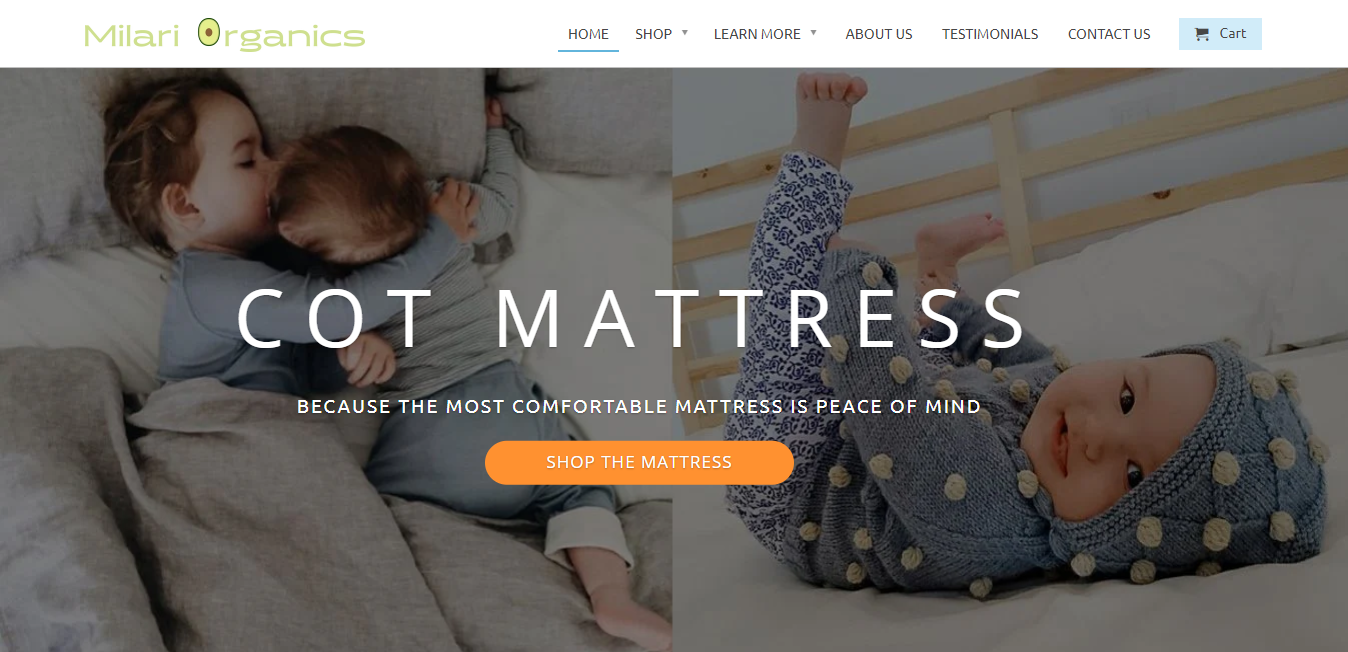 Milari Organics
HOME SHOP LEARN MORE ABOUT US TESTIMONIALS CONTACT US Cart
COT MATTRESS
BECAUSE THE MOST COMFORTABLE MATTRESS IS PEACE OF MIND
SHOP THE MATTRESS